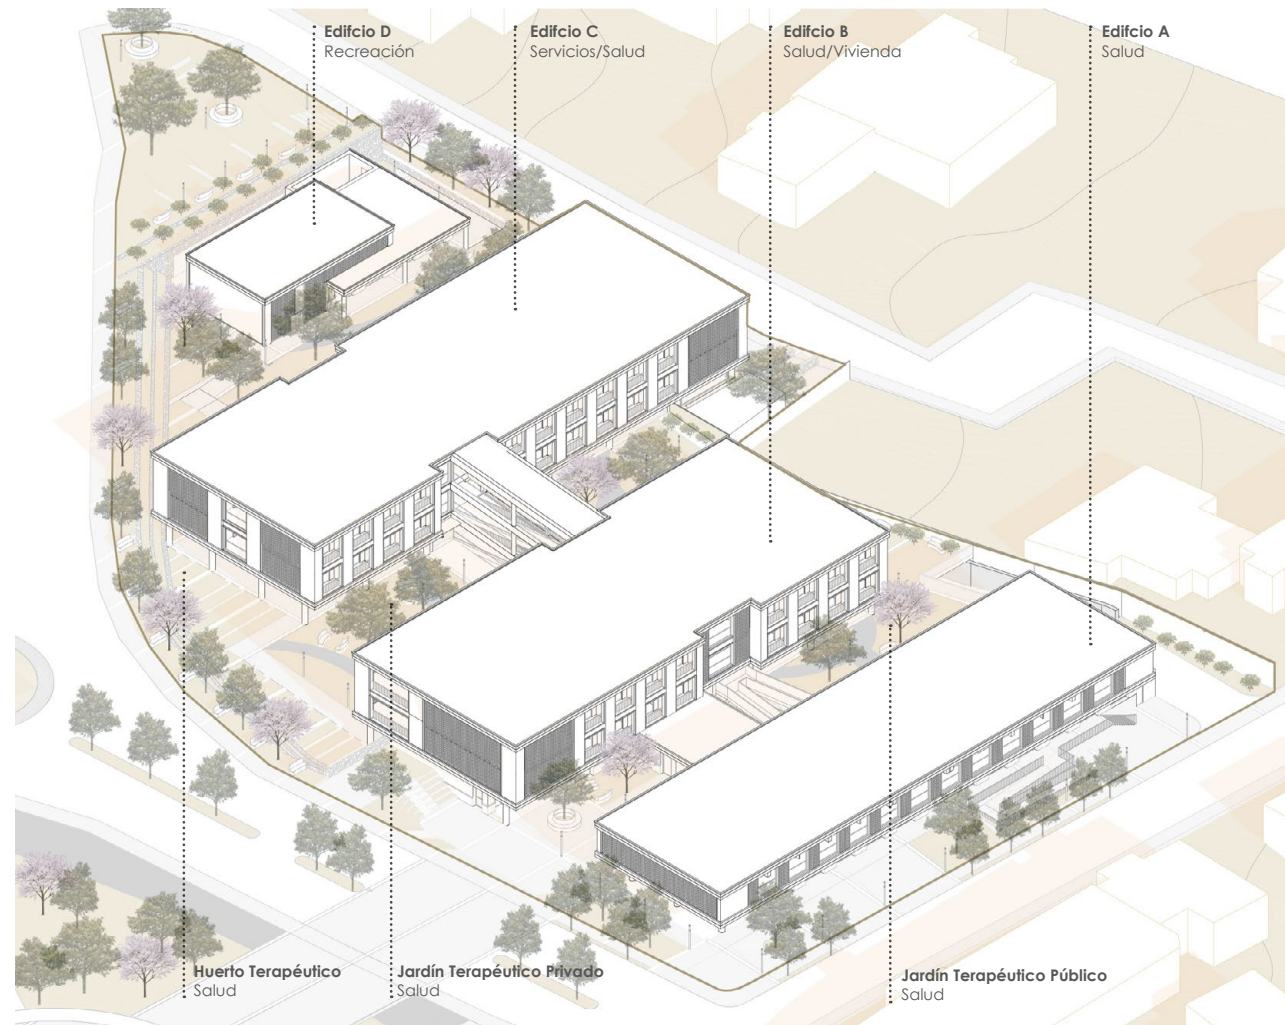 Edifcio D
Recreación
Edifcio C
Servicios/Salud
Edifcio B
Salud/Vivienda
Edifcio A
Salud
Huerto Terapéutico
Salud
Jardín Terapéutico Privado
Salud
Jardín Terapéutico Público
Salud